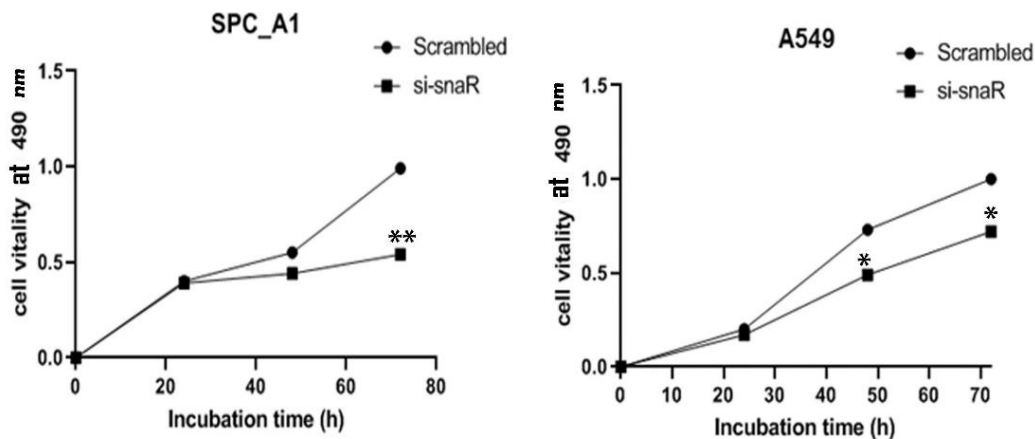 SPC_A1
Scrambled
si-snaR
cell vitality at 490 nm
1.5
1.0
0.5
0.0
**
0 20 40 60 80
Incubation time (h)
A549
Scrambled
si-snaR
cell vitality at 490 nm
1.5
1.0
0.5
0.0
*
*
0 10 20 30 40 50 60 70
Incubation time (h)